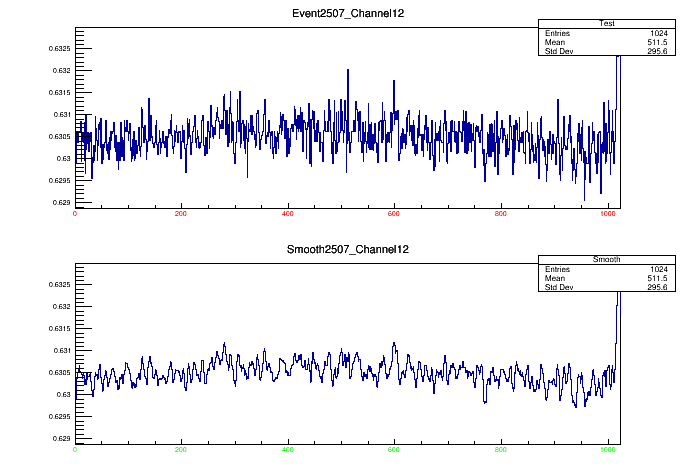 Event2507_Channel12
Test
Entries 1024
Mean 511.5
Std Dev 295.6
0.6325
0.632
0.6315
0.631
0.6305
0.63
0.6295
0.629
0 200 400 600 800 1000
Smooth2507_Channel12
Smooth
Entries 1024
Mean 511.5
Std Dev 295.6
0.6325
0.632
0.6315
0.631
0.6305
0.63
0.6295
0.629
0 200 400 600 800 1000